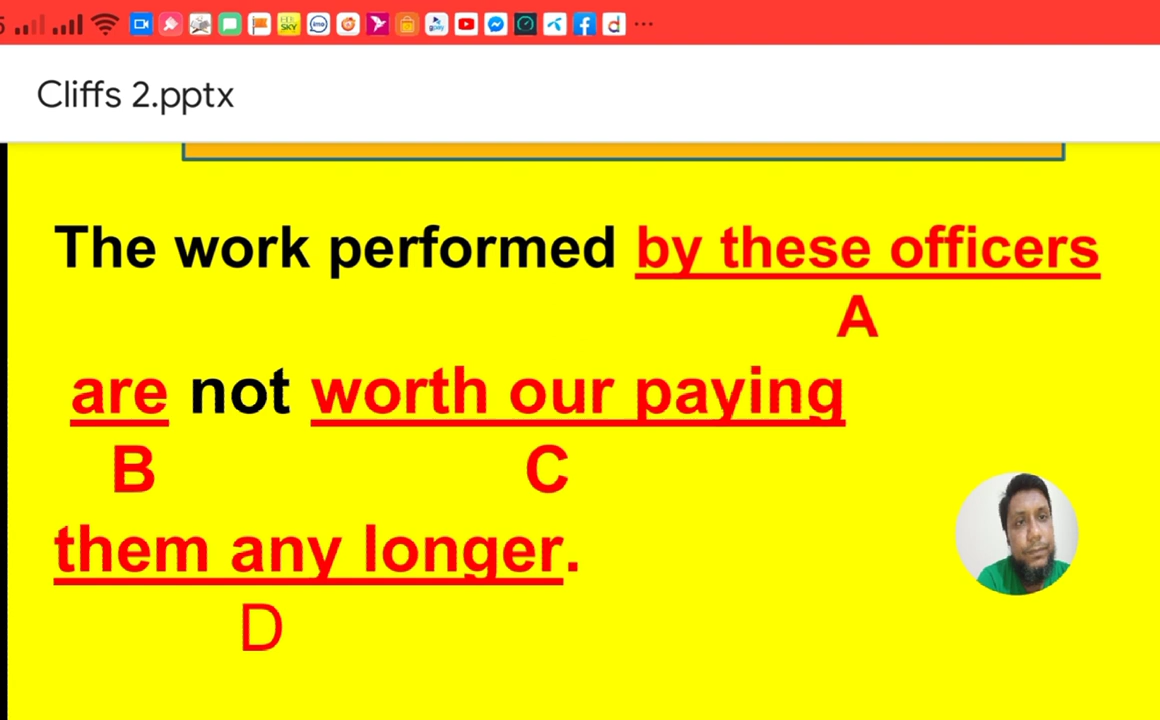 Cliffs 2.pptx
The work performed by these officers
A
are not worth our paying
B C
them any longer.
D